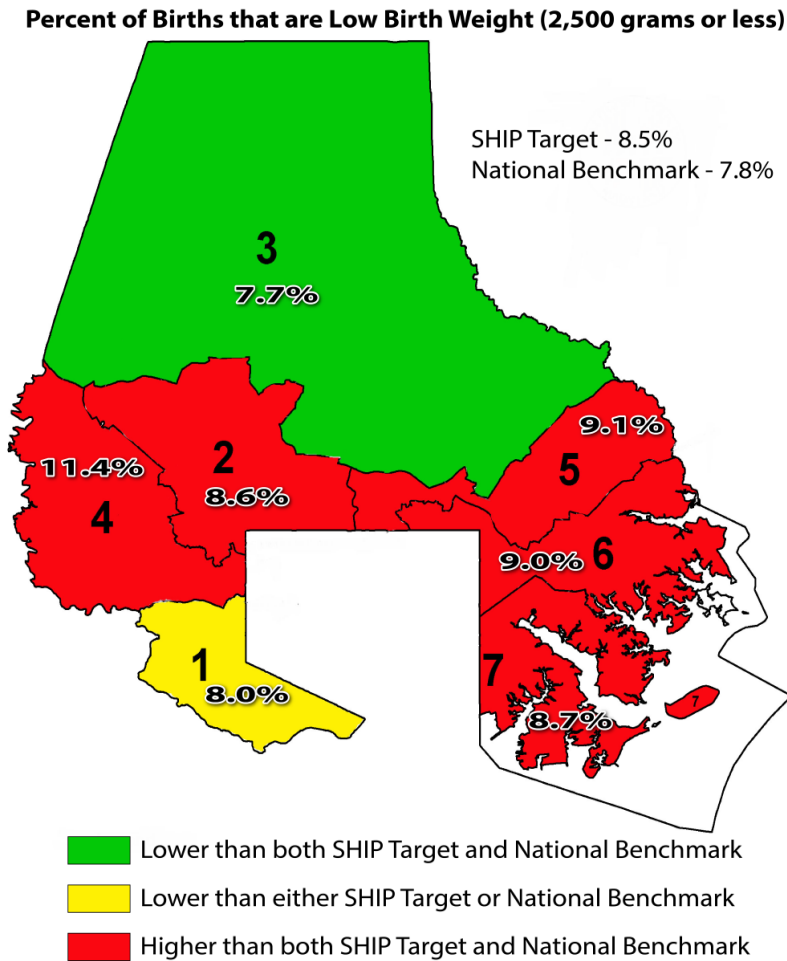 Percent of Births that are Low Birth Weight (2,500 grams or less)
SHIP Target - 8.5%
National Benchmark - 7.8%
3
7.7%
9.1%
2
11.4%
5
8.6%
4
6
9.0%
1
7
8.0%
7
8.7%
Lower than both SHIP Target and National Benchmark
Lower than either SHIP Target or National Benchmark
Higher than both SHIP Target and National Benchmark